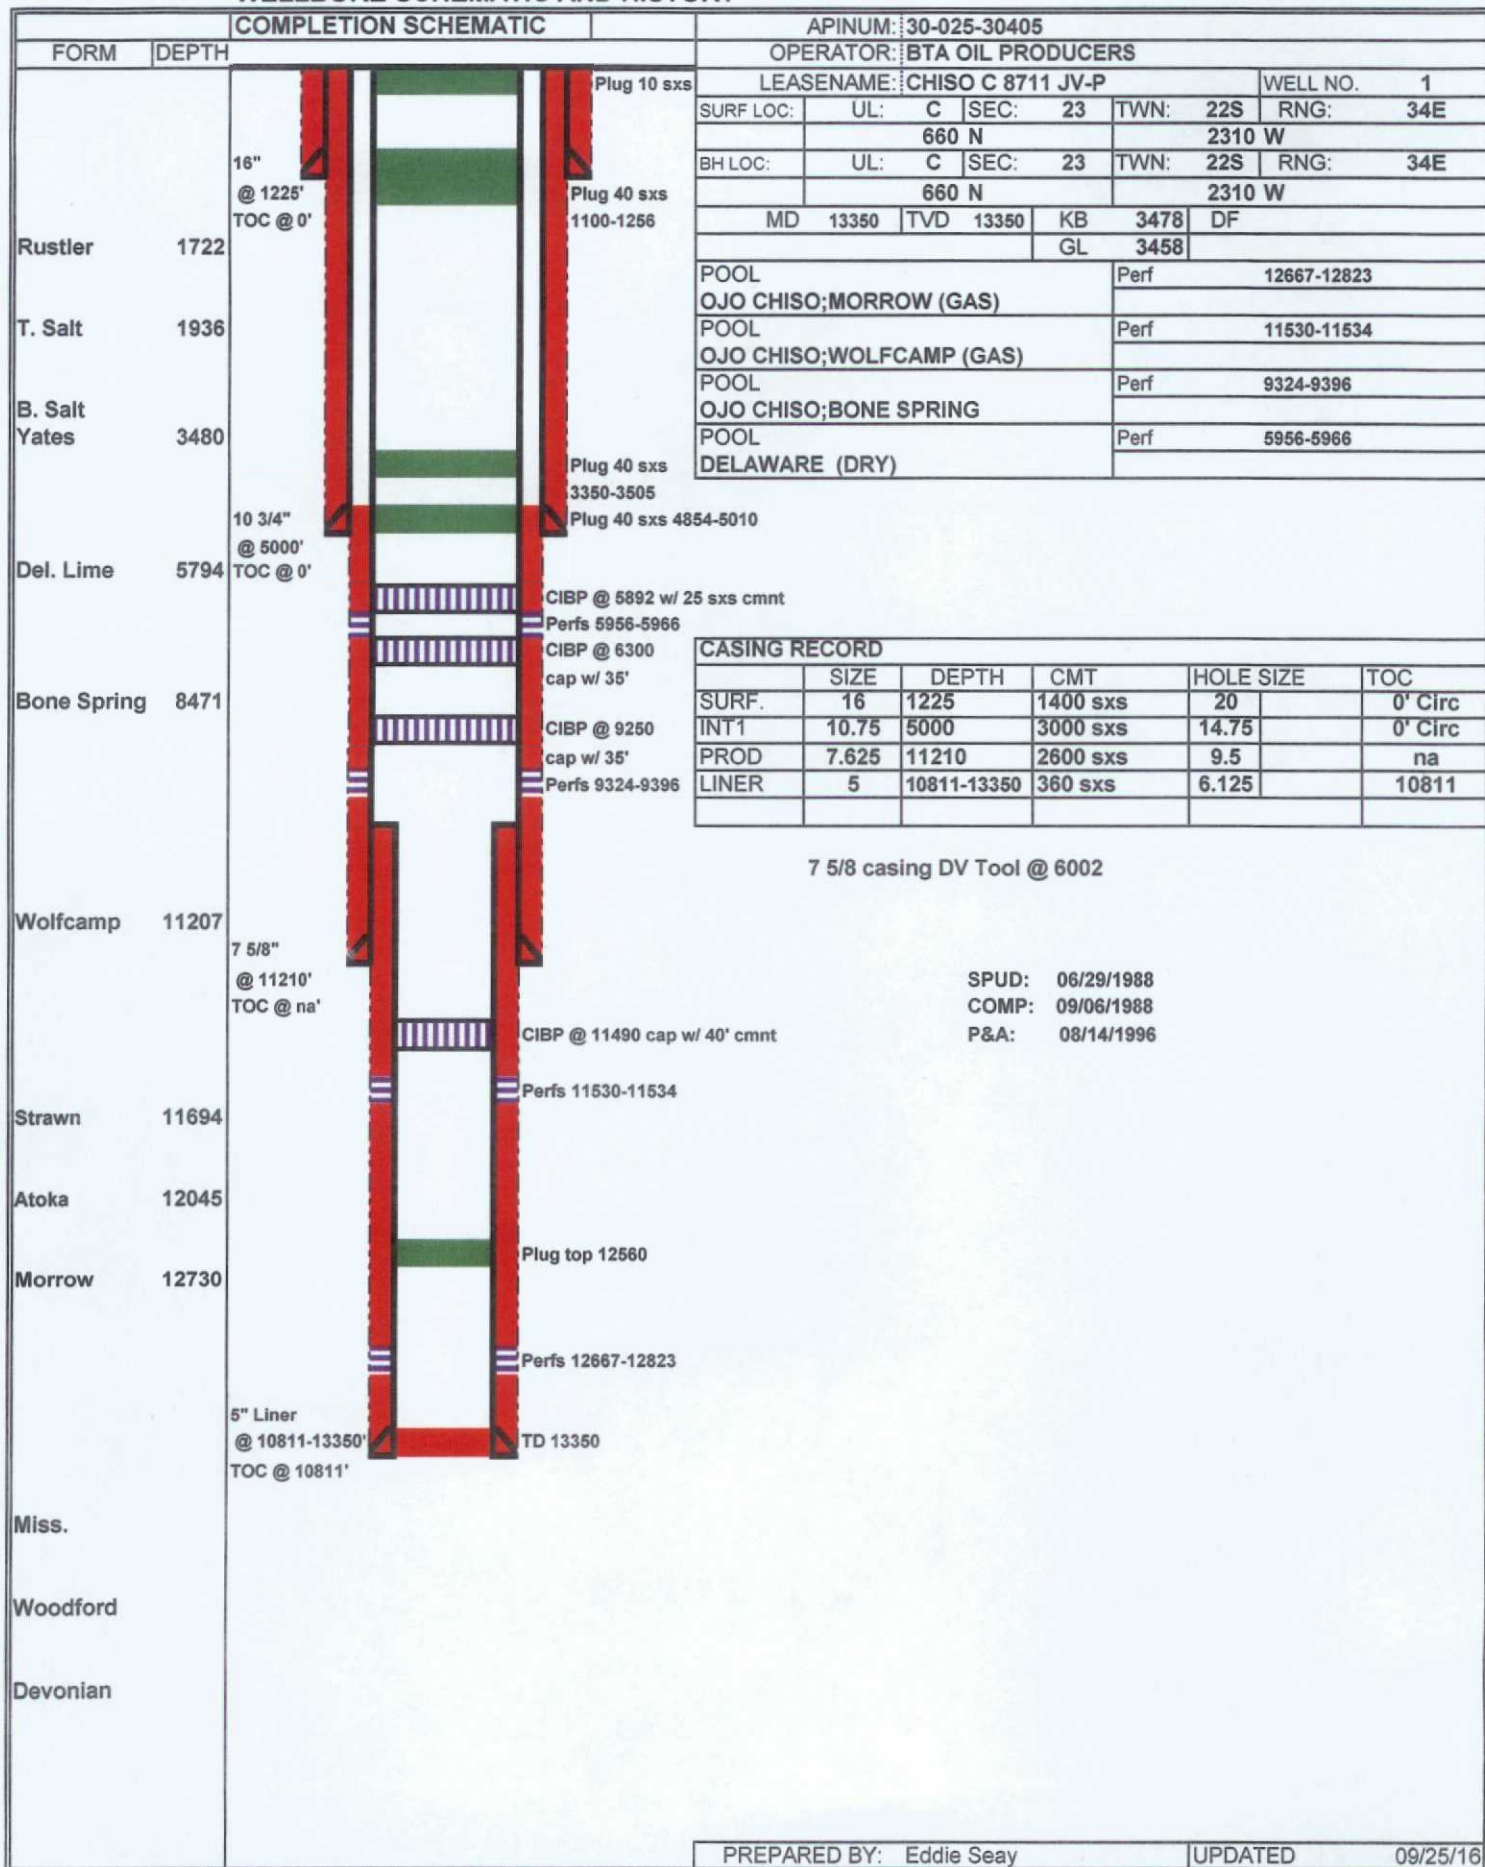 COMPLETION SCHEMATIC
FORM DEPTH
APINUM: 30-025-30405
OPERATOR: BTA OIL PRODUCERS
LEASENAME: CHISO C 8711 JV-P WELL NO. 1
SURF LOC: UL: C SEC: 23 TWN: 22S RNG: 34E
660 N 2310 W
BH LOC: UL: C SEC: 23 TWN: 22S RNG: 34E
660 N 2310 W
MD 13350 TVD 13350 KB 3478 DF
GL 3458
POOL Perf 12667-12823
OJO CHISO;MORROW (GAS)
POOL Perf 11530-11534
OJO CHISO;WOLFCAMP (GAS)
POOL Perf 9324-9396
OJO CHISO;BONE SPRING
POOL Perf 5956-5966
DELAWARE (DRY)
Plug 10 sxs
16"
@ 1225'
TOC @ 0'
Plug 40 sxs
1100-1256
Rustler 1722
T. Salt 1936
B. Salt
Yates 3480
Plug 40 sxs
3350-3505
10 3/4"
@ 5000'
TOC @ 0'
Plug 40 sxs 4854-5010
Del. Lime 5794
CIBP @ 5892 w/ 25 sxs cmnt
Perfs 5956-5966
CIBP @ 6300
cap w/ 35'
Bone Spring 8471
CIBP @ 9250
cap w/ 35'
Perfs 9324-9396
CASING RECORD
SIZE DEPTH CMT HOLE SIZE TOC
SURF. 16 1225 1400 sxs 20 0' Circ
INT1 10.75 5000 3000 sxs 14.75 0' Circ
PROD 7.625 11210 2600 sxs 9.5 na
LINER 5 10811-13350 360 sxs 6.125 10811
7 5/8 casing DV Tool @ 6002
Wolfcamp 11207
7 5/8"
@ 11210'
TOC @ na'
SPUD: 06/29/1988
COMP: 09/06/1988
P&A: 08/14/1996
CIBP @ 11490 cap w/ 40' cmnt
Perfs 11530-11534
Strawn 11694
Atoka 12045
Plug top 12560
Morrow 12730
Perfs 12667-12823
5" Liner
@ 10811-13350'
TOC @ 10811'
TD 13350
Miss.
Woodford
Devonian
PREPARED BY: Eddie Seay UPDATED 09/25/16